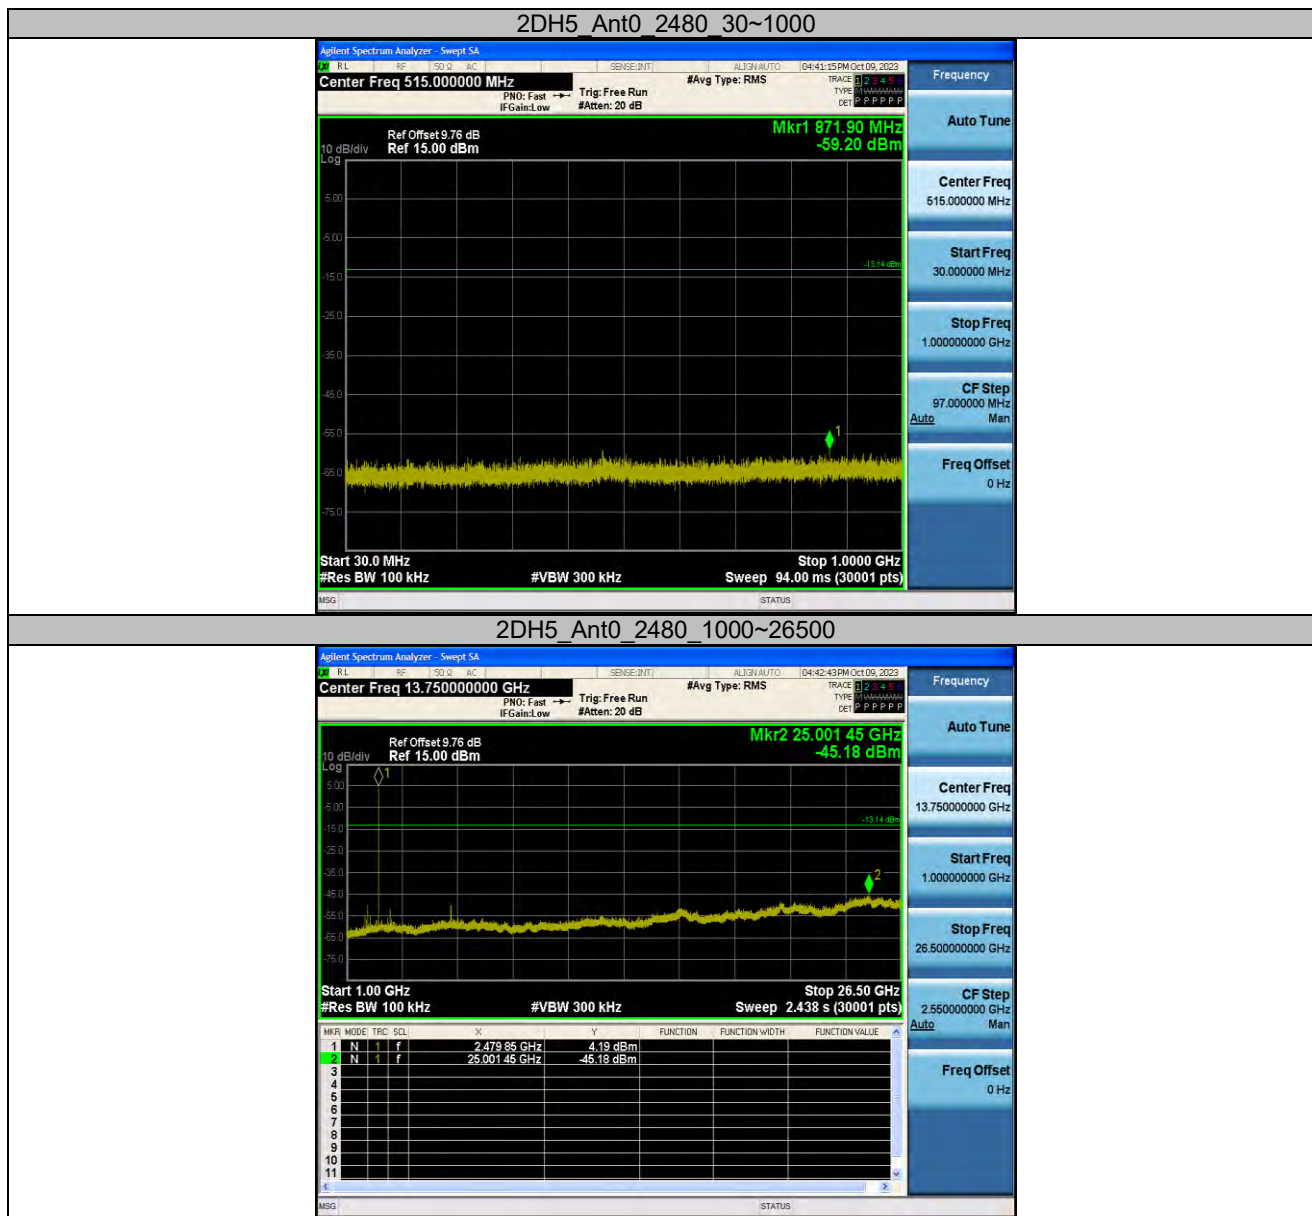 2DH5_Ant0_2480_30~1000
Agilent Spectrum Analyzer - Swept SA
RL RF 50 Ω AC SENSE:INT ALIGN AUTO 04:41:15 PM Oct 09, 2023
Center Freq 515.000000 MHz #Avg Type: RMS TRACE 1 2 3 4 5 6
PNO: Fast Trig: Free Run TYPE M W W W W W
IFGain:Low #Atten: 20 dB DET P P P P P P
Frequency
Mkr1 871.90 MHz
-59.20 dBm
Ref Offset 9.76 dB
10 dB/div Ref 15.00 dBm
Log
5.00
-5.00
-13.14 dBm
-15.0
-25.0
-35.0
-45.0
-55.0
1
-65.0
-75.0
Start 30.0 MHz Stop 1.0000 GHz
#Res BW 100 kHz #VBW 300 kHz Sweep 94.00 ms (30001 pts)
MSG STATUS
Auto Tune
Center Freq
515.000000 MHz
Start Freq
30.000000 MHz
Stop Freq
1.000000000 GHz
CF Step
97.000000 MHz
Auto Man
Freq Offset
0 Hz
2DH5_Ant0_2480_1000~26500
Agilent Spectrum Analyzer - Swept SA
RL RF 50 Ω AC SENSE:INT ALIGN AUTO 04:42:43 PM Oct 09, 2023
Center Freq 13.750000000 GHz #Avg Type: RMS TRACE 1 2 3 4 5 6
PNO: Fast Trig: Free Run TYPE M W W W W W
IFGain:Low #Atten: 20 dB DET P P P P P P
Frequency
Mkr2 25.001 45 GHz
-45.18 dBm
Ref Offset 9.76 dB
10 dB/div Ref 15.00 dBm
Log
1
5.00
-5.00
-13.14 dBm
-15.0
-25.0
-35.0
2
-45.0
-55.0
-65.0
-75.0
Start 1.00 GHz Stop 26.50 GHz
#Res BW 100 kHz #VBW 300 kHz Sweep 2.438 s (30001 pts)
MKR MODE TRC SCL X Y FUNCTION FUNCTION WIDTH FUNCTION VALUE
1 N 1 f 2.479 85 GHz 4.19 dBm
2 N 1 f 25.001 45 GHz -45.18 dBm
3
4
5
6
7
8
9
10
11
MSG STATUS
Auto Tune
Center Freq
13.750000000 GHz
Start Freq
1.000000000 GHz
Stop Freq
26.500000000 GHz
CF Step
2.550000000 GHz
Auto Man
Freq Offset
0 Hz